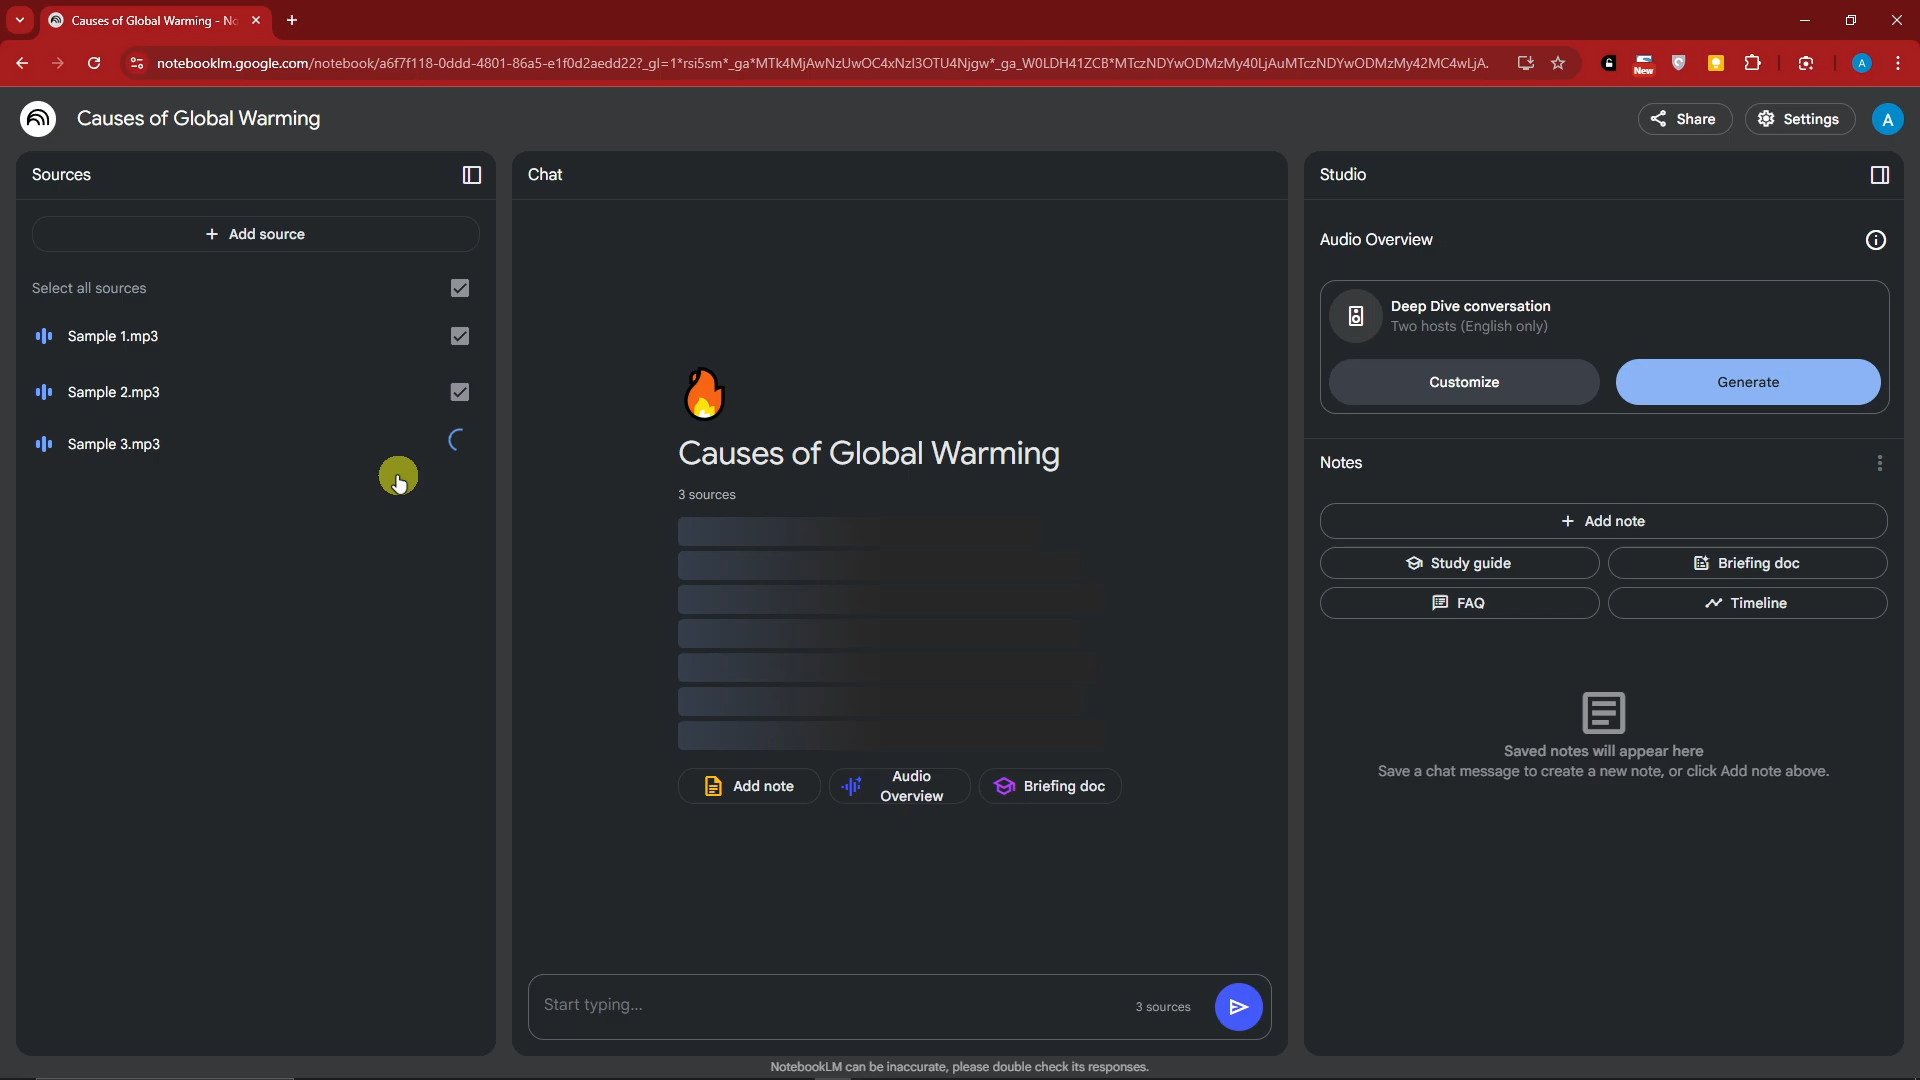 Causes of Global Warming - No
notebooklm.google.com/notebook/a6f7f118-0ddd-4801-86a5-e1f0d2aedd22?_gl=1*rsi5sm*_ga*MTk4MjAwNzUwOC4xNzI3OTU4Njgw*_ga_W0LDH41ZCB*MTczNDYwODMzMy40LjAuMTczNDYwODMzMy42MC4wLjA.
New
A
Causes of Global Warming
Share
Settings
A
Sources
Add source
Select all sources
Sample 1.mp3
Sample 2.mp3
Sample 3.mp3
Chat
Causes of Global Warming
3 sources
Add note
Audio
Overview
Briefing doc
Start typing...
3 sources
Studio
Audio Overview
Deep Dive conversation
Two hosts (English only)
Customize
Generate
Notes
Add note
Study guide
Briefing doc
FAQ
Timeline
Saved notes will appear here
Save a chat message to create a new note, or click Add note above.
NotebookLM can be inaccurate, please double check its responses.